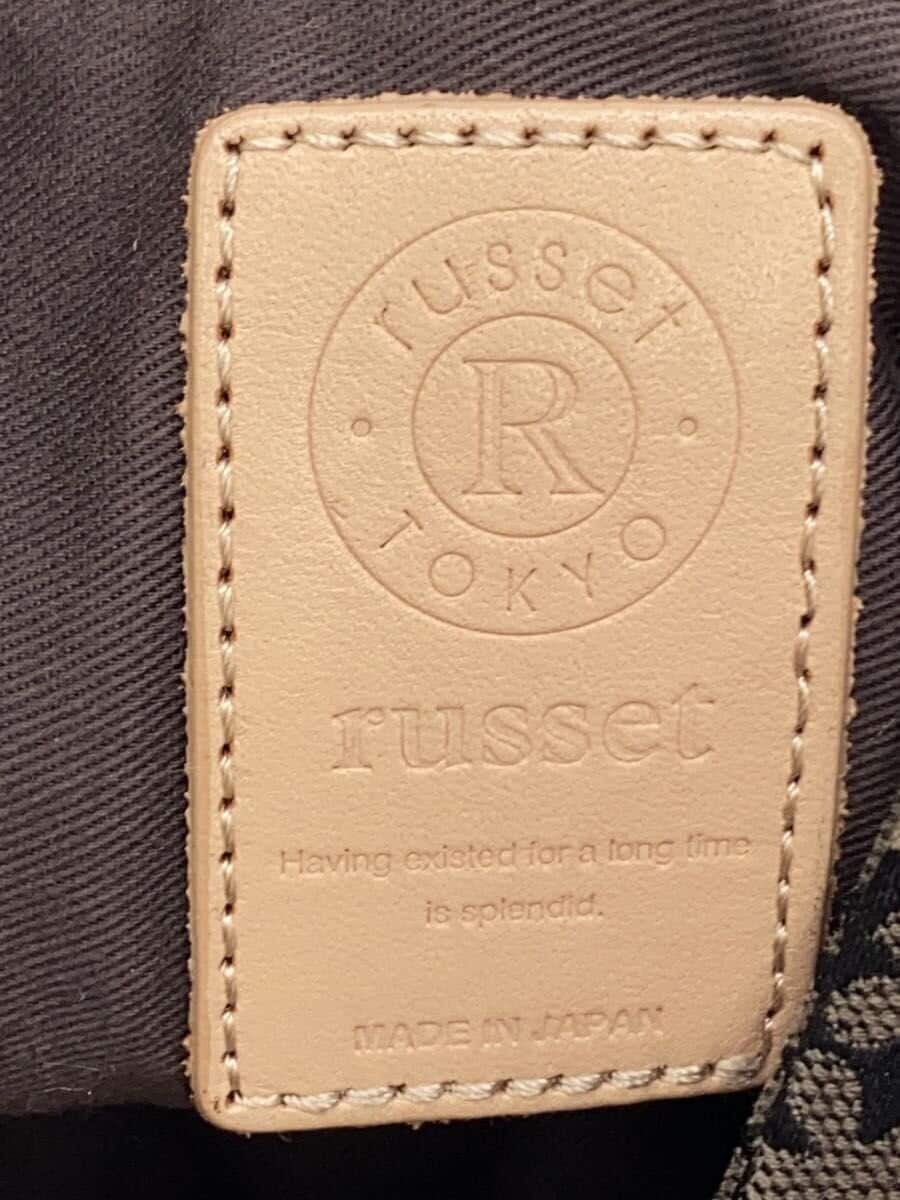 russet
R
TOKYO
russet
Having existed for a long time
is splendid.
MADE IN JAPAN